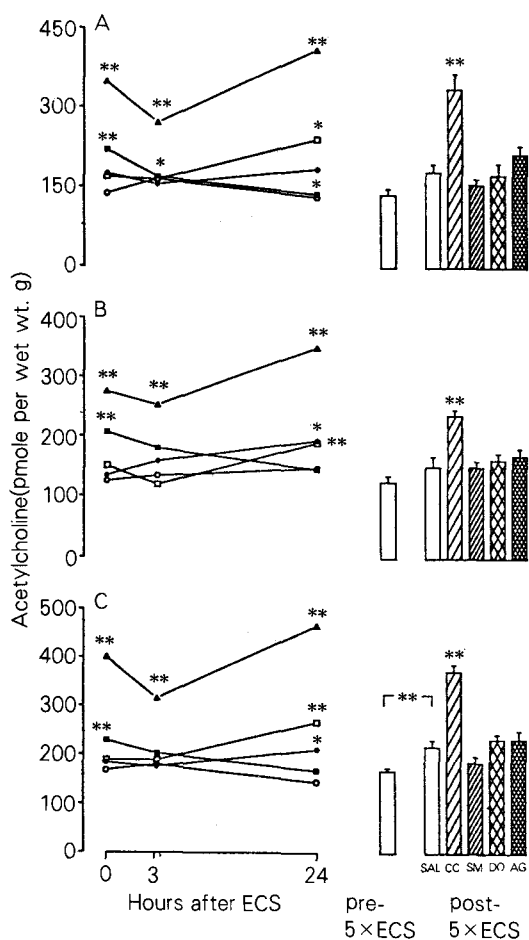 Acetylcholine(pmole per wet wt. g)
A
450
300
150
0
** ** **
** * * *
**
B
400
300
200
100
0
** ** **
** * **
**
C
500
400
300
200
100
0
** ** **
** ** *
** **
0 3 24
Hours after ECS
SAL CC SM DO AG
pre- post-
5×ECS 5×ECS